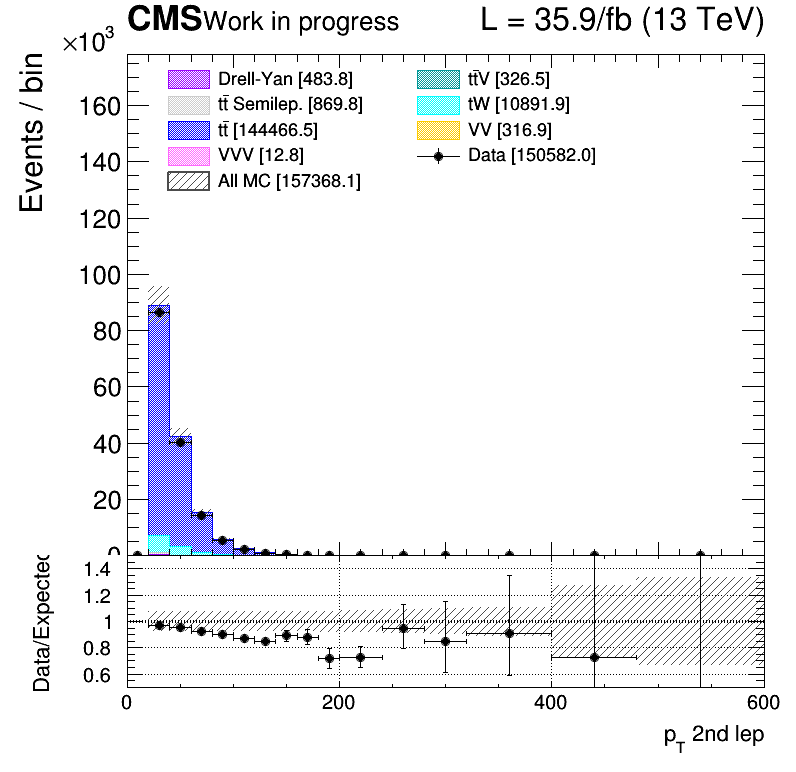 CMS Work in progress L = 35.9/fb (13 TeV)
×10³
Events / bin
Drell-Yan [483.8]
tt̄ Semilep. [869.8]
tt̄ [144466.5]
VVV [12.8]
All MC [157368.1]
tt̄V [326.5]
tW [10891.9]
VV [316.9]
Data [150582.0]
160
140
120
100
80
60
40
20
0
Data/Expected
1.4
1.2
1
0.8
0.6
0 200 400 600
p_T 2nd lep